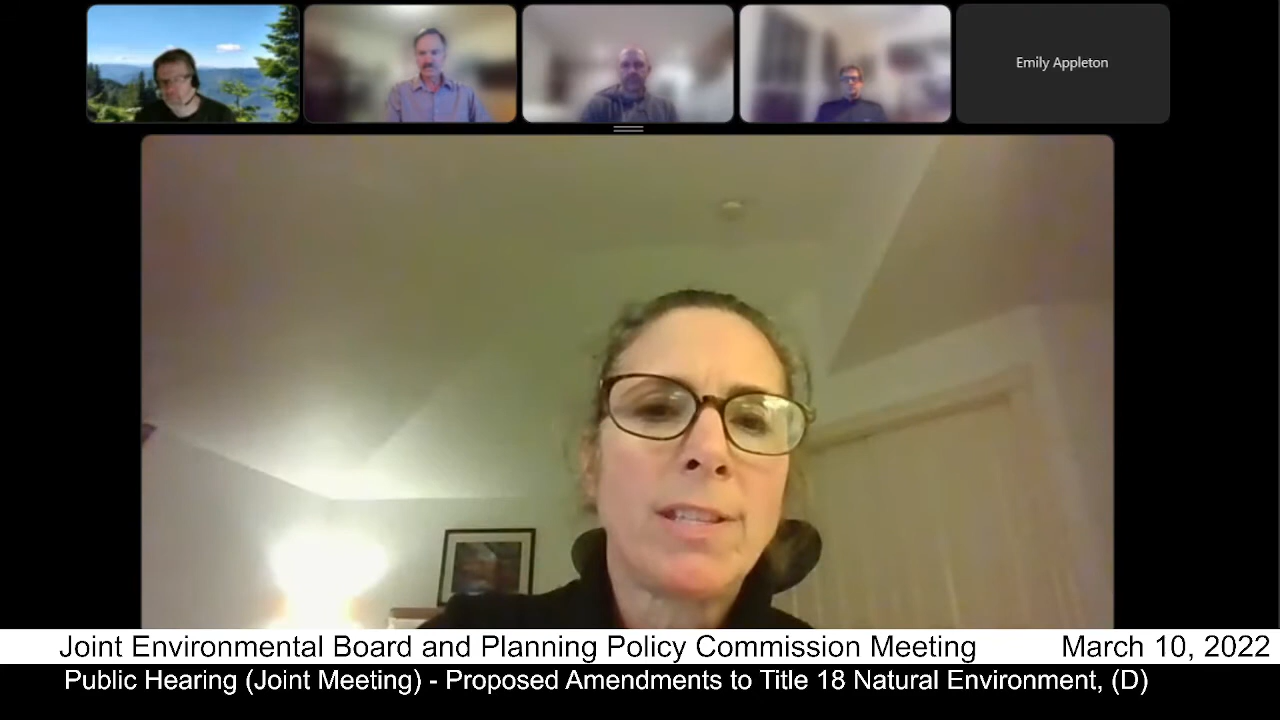 Emily Appleton
Joint Environmental Board and Planning Policy Commission Meeting March 10, 2022
Public Hearing (Joint Meeting) - Proposed Amendments to Title 18 Natural Environment, (D)